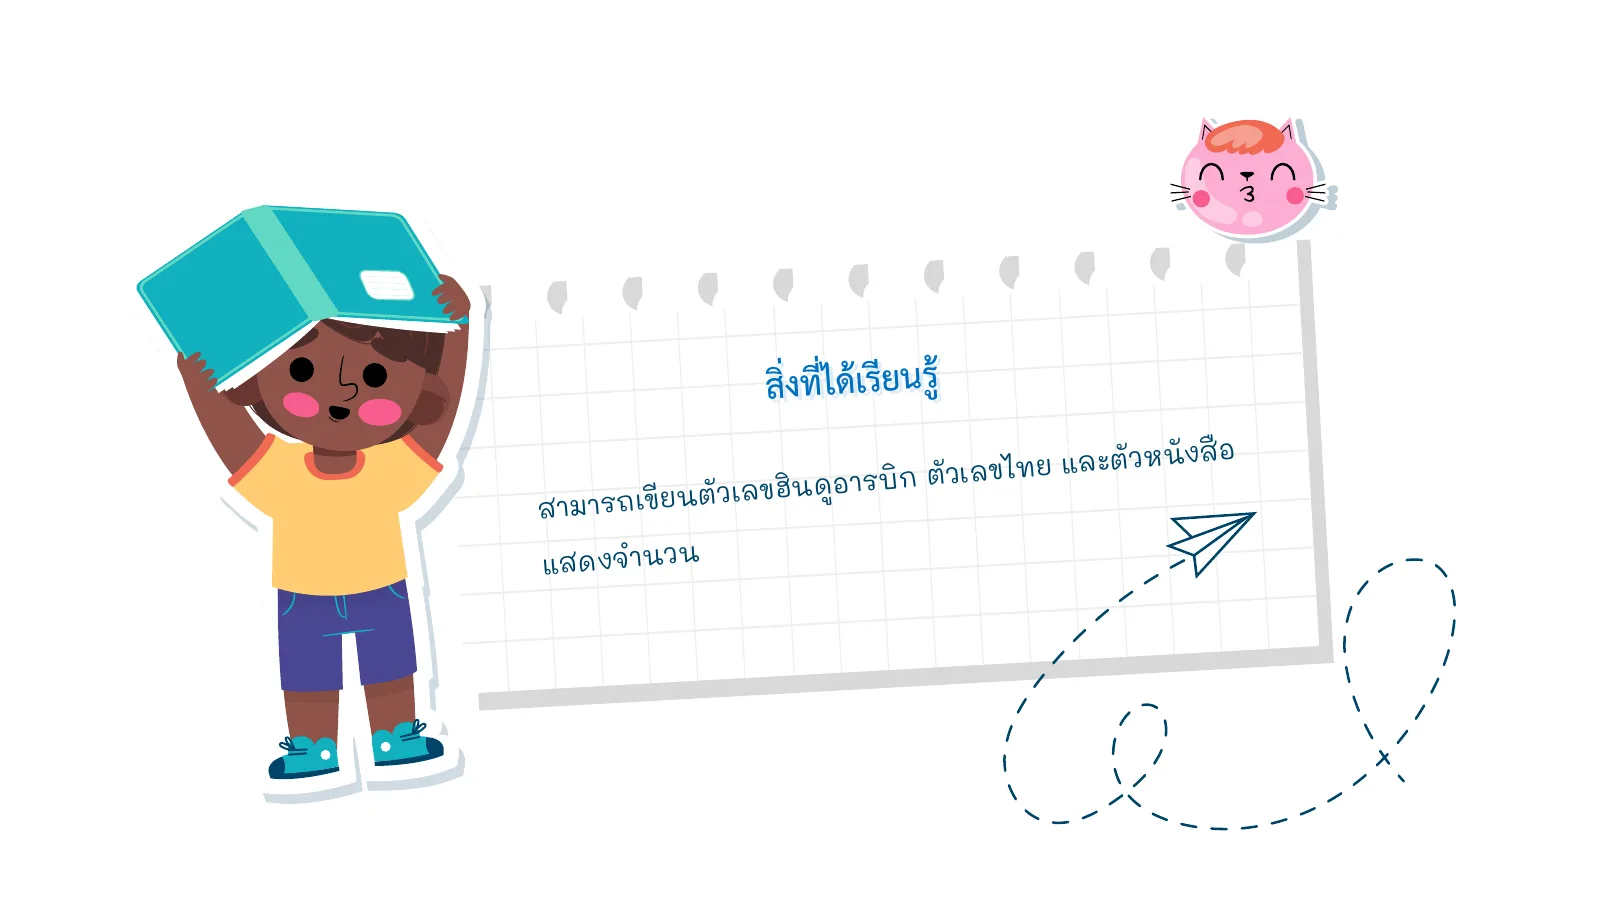 สิ่งที่ได้เรียนรู้
สามารถเขียนตัวเลขฮินดูอารบิก ตัวเลขไทย และตัวหนังสือ
แสดงจำนวน